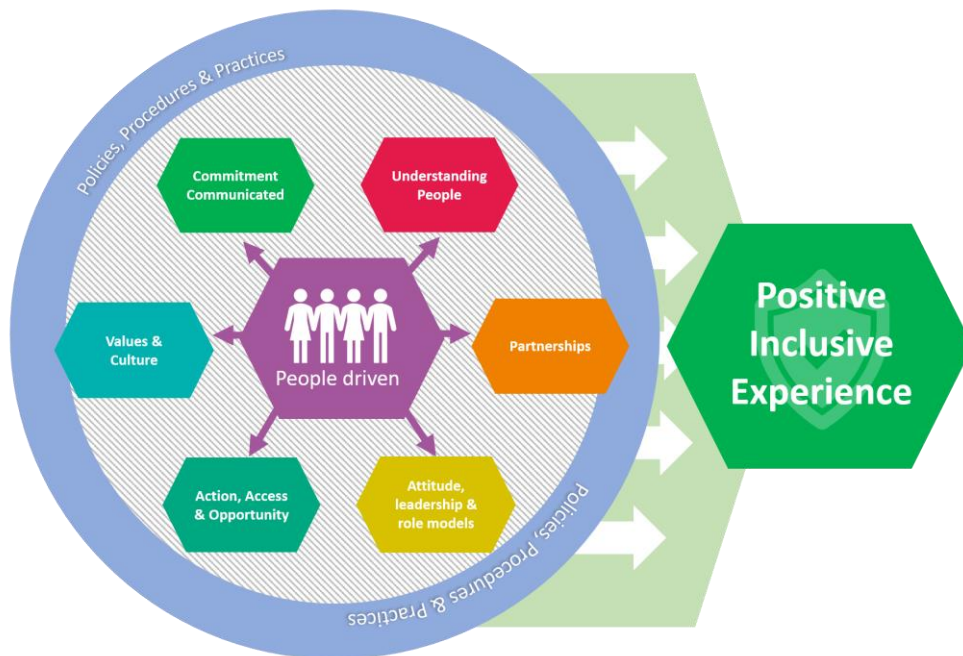 Policies, Procedures & Practices
Commitment
Communicated
Understanding
People
Values &
Culture
People driven
Partnerships
Action, Access
& Opportunity
Attitude,
leadership &
role models
Policies, Procedures & Practices
Positive
Inclusive
Experience